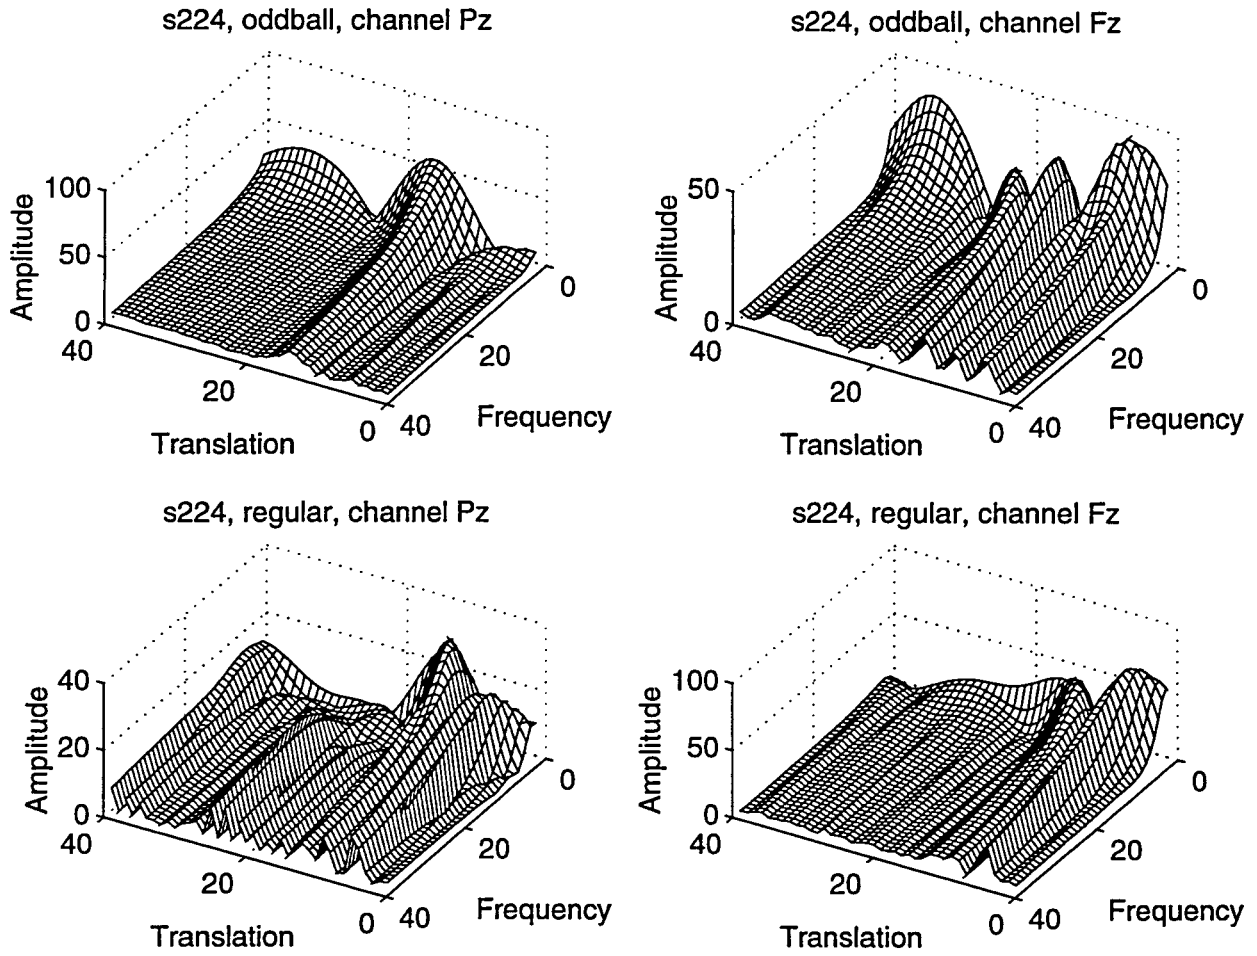 s224, oddball, channel Pz
100
50
0
Amplitude
40
20
0
Translation
40
20
0
Frequency
s224, oddball, channel Fz
50
0
Amplitude
40
20
0
Translation
40
20
0
Frequency
s224, regular, channel Pz
40
20
0
Amplitude
40
20
0
Translation
40
20
0
Frequency
s224, regular, channel Fz
100
50
0
Amplitude
40
20
0
Translation
40
20
0
Frequency